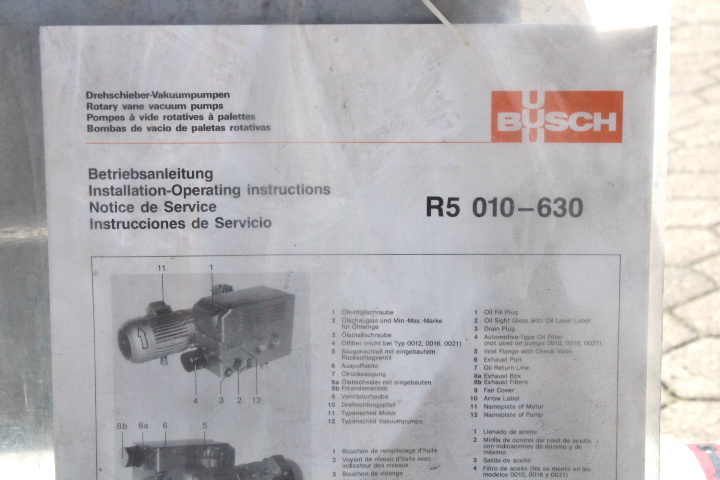 Drehschieber-Vakuumpumpen
Rotary vane vacuum pumps
Pompes à vide rotatives à palettes
Bombas de vacio de paletas rotativas
BUSCH
Betriebsanleitung
Installation-Operating instructions
Notice de Service
Instrucciones de Servicio
R5 010–630
11 1
4 3 2 12
8b 8a 6 5
1 Öleinfüllschraube
2 Ölschauglas und Min.-Max.-Marke
für Ölmenge
3 Ölablaßschraube
4 Ölfilter (nicht bei Typ 0012, 0016, 0021)
5 Sauganschluß mit eingebautem
Rückschlagventil
6 Auspuffseite
7 Ölrücksaugung
8a Ölabscheider mit eingebauten
8b Filterelementen
9 Ventilatorhaube
10 Drehrichtungspfeil
11 Typenschild Motor
12 Typenschild Vakuumpumpe
1 Bouchon de remplissage d'huile
2 Voyant de niveau d'huile avec
indicateur des niveaux
3 Bouchon de vidange
1 Oil Fill Plug
2 Oil Sight Glass with Oil Level Label
3 Drain Plug
4 Automotive-Type Oil Filter
(not used on pumps 0010, 0016, 0021)
5 Inlet Flange with Check Valve
6 Exhaust Port
7 Oil Return Line
8a Exhaust Box
8b Exhaust Filters
9 Fan Cover
10 Arrow Label
11 Nameplate of Motor
12 Nameplate of Pump
1 Llenado de aceite
2 Mirilla de control del nivel de aceite,
con indicaciones de mínimo y de
máximo
3 Salida de aceite
4 Filtro de aceite (No se monta en los
modelos 0010, 0016 y 0021)